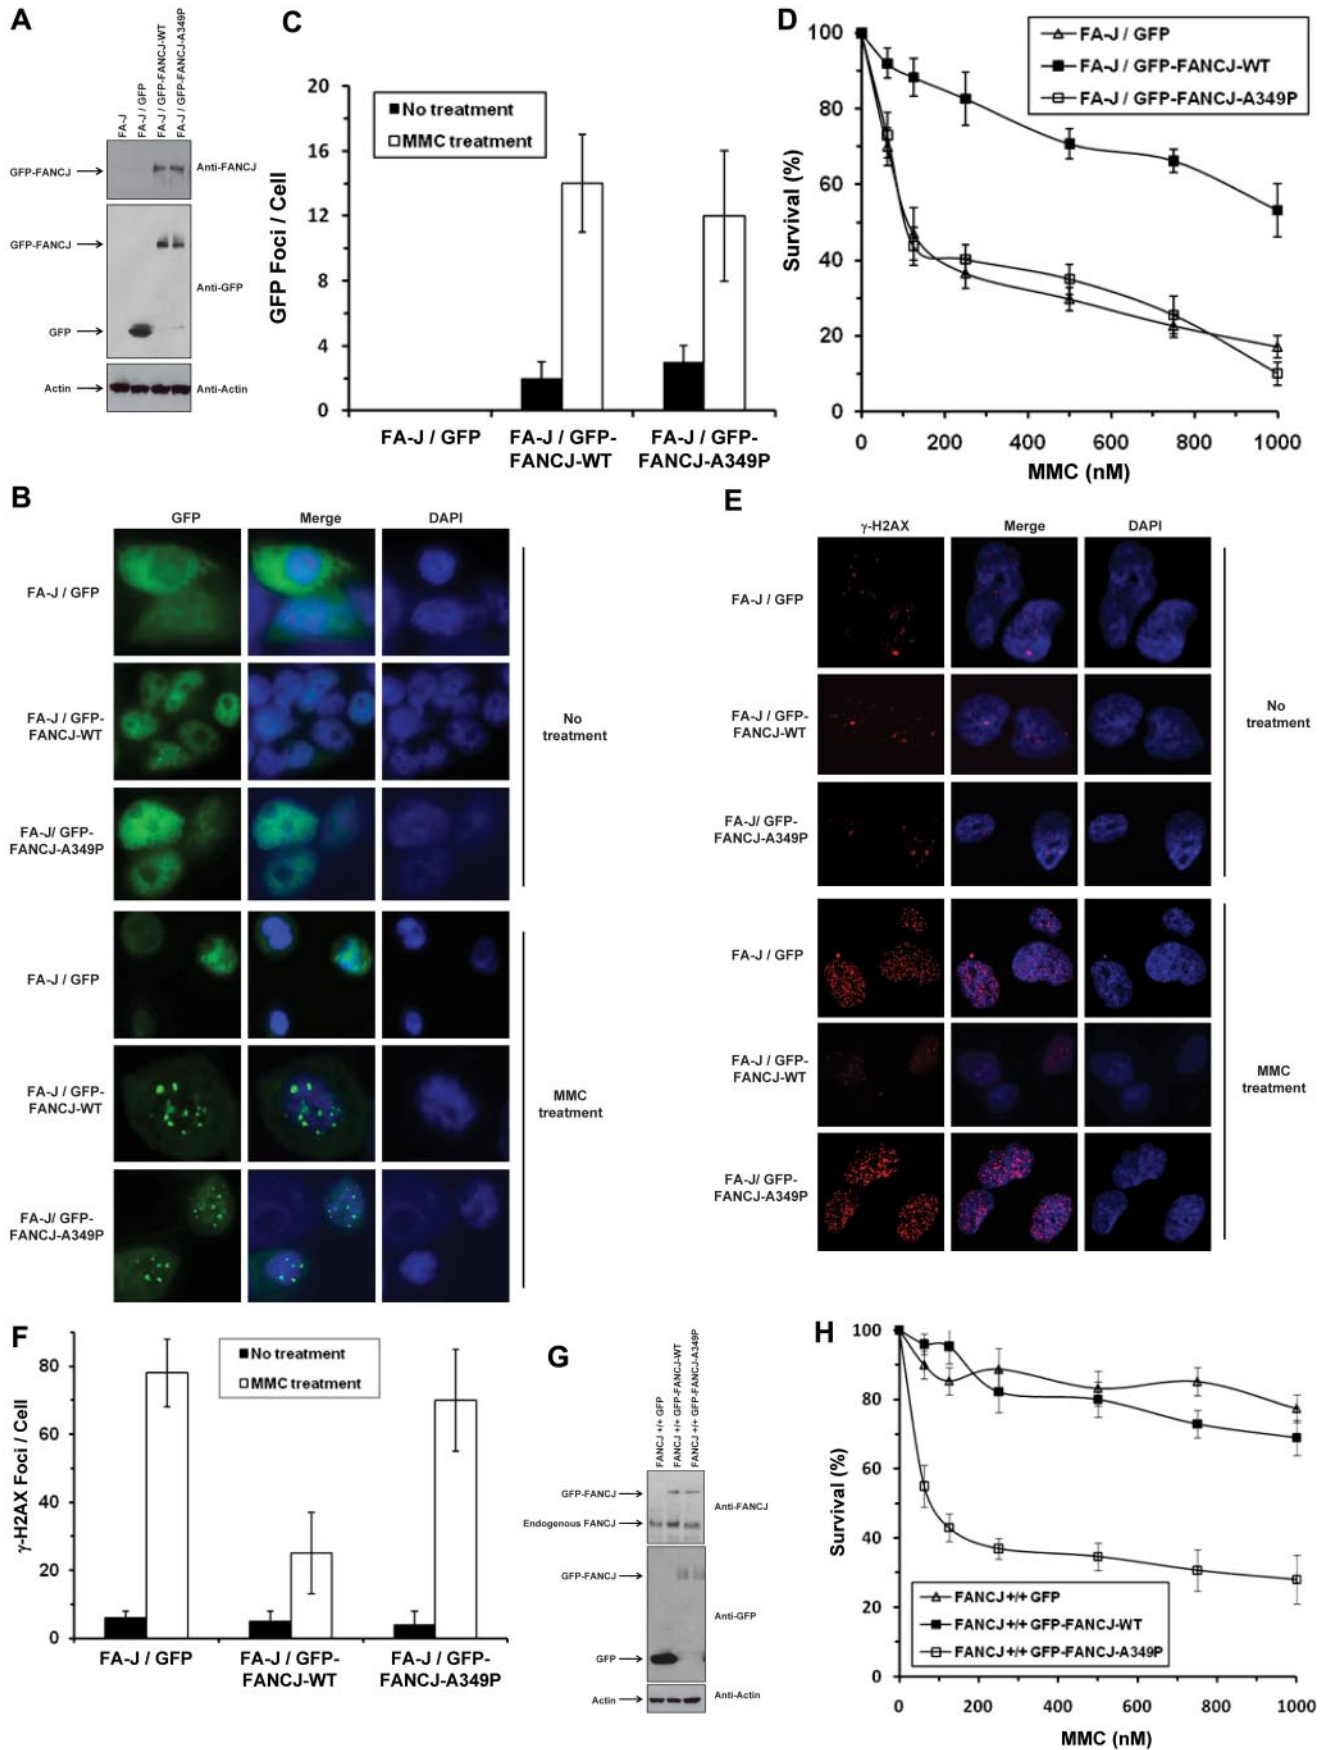 A
FA-J
FA-J / GFP
FA-J / GFP-FANCJ-WT
FA-J / GFP-FANCJ-A349P
GFP-FANCJ
Anti-FANCJ
GFP-FANCJ
Anti-GFP
GFP
Actin
Anti-Actin
C
GFP Foci / Cell
20
16
12
8
4
0
No treatment
MMC treatment
FA-J / GFP
FA-J / GFP-
FANCJ-WT
FA-J / GFP-
FANCJ-A349P
D
Survival (%)
100
80
60
40
20
0
FA-J / GFP
FA-J / GFP-FANCJ-WT
FA-J / GFP-FANCJ-A349P
0 200 400 600 800 1000
MMC (nM)
B
GFP Merge DAPI
FA-J / GFP
FA-J / GFP-
FANCJ-WT
FA-J/ GFP-
FANCJ-A349P
No
treatment
FA-J / GFP
FA-J / GFP-
FANCJ-WT
FA-J/ GFP-
FANCJ-A349P
MMC
treatment
E
γ-H2AX Merge DAPI
FA-J / GFP
FA-J / GFP-
FANCJ-WT
FA-J/ GFP-
FANCJ-A349P
No
treatment
FA-J / GFP
FA-J / GFP-
FANCJ-WT
FA-J/ GFP-
FANCJ-A349P
MMC
treatment
F
γ-H2AX Foci / Cell
80
60
40
20
0
No treatment
MMC treatment
FA-J / GFP
FA-J / GFP-
FANCJ-WT
FA-J / GFP-
FANCJ-A349P
G
FANCJ +/+ GFP
FANCJ +/+ GFP-FANCJ-WT
FANCJ +/+ GFP-FANCJ-A349P
GFP-FANCJ
Anti-FANCJ
Endogenous FANCJ
GFP-FANCJ
Anti-GFP
GFP
Actin
Anti-Actin
H
Survival (%)
100
80
60
40
20
0
FANCJ +/+ GFP
FANCJ +/+ GFP-FANCJ-WT
FANCJ +/+ GFP-FANCJ-A349P
0 200 400 600 800 1000
MMC (nM)